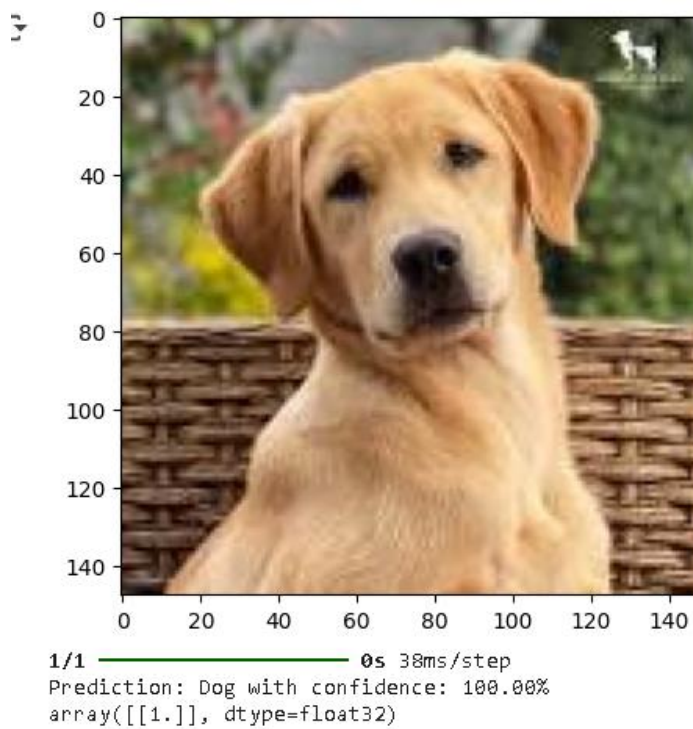 0
20
40
60
80
100
120
140
0 20 40 60 80 100 120 140
1/1 0s 38ms/step
Prediction: Dog with confidence: 100.00%
array([[1.]], dtype=float32)